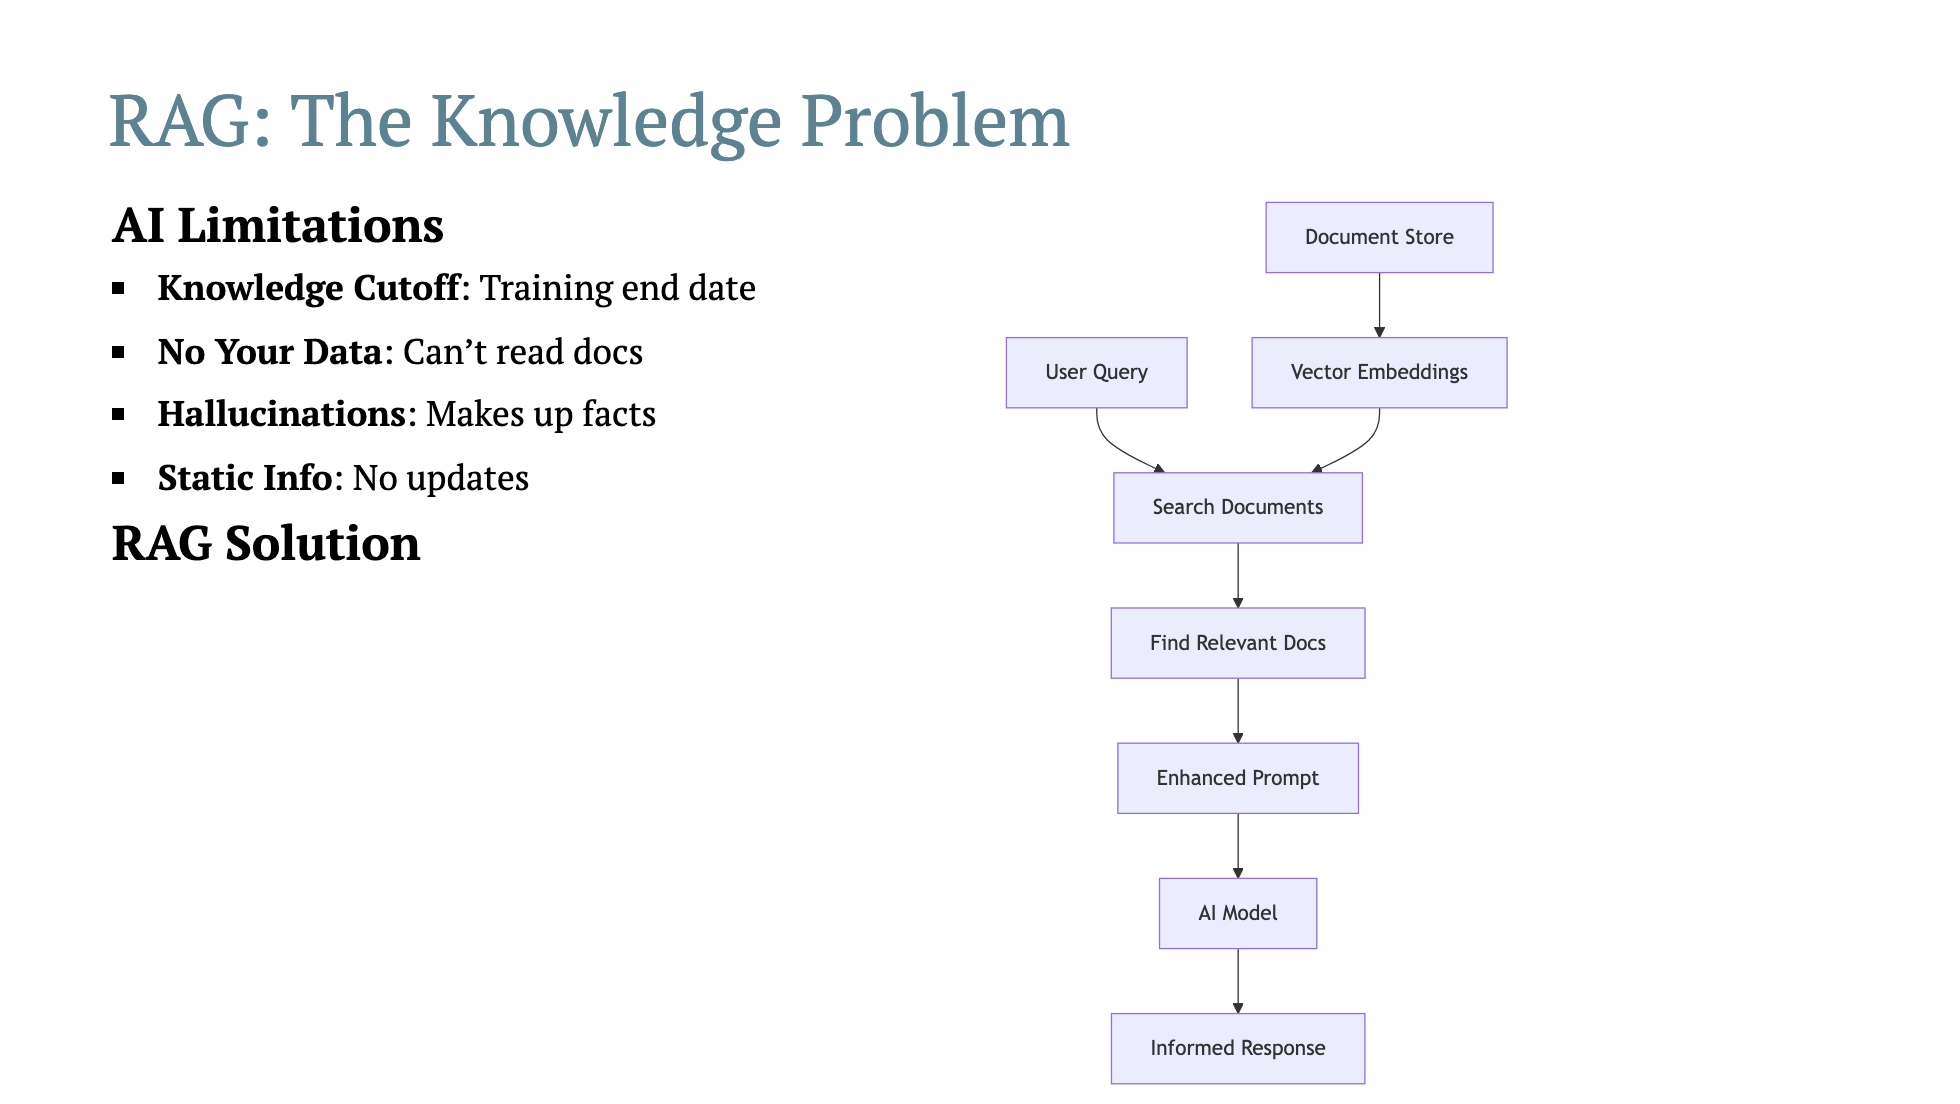 RAG: The Knowledge Problem
AI Limitations
▪ Knowledge Cutoff: Training end date
▪ No Your Data: Can’t read docs
▪ Hallucinations: Makes up facts
▪ Static Info: No updates
RAG Solution
Document Store
User Query
Vector Embeddings
Search Documents
Find Relevant Docs
Enhanced Prompt
AI Model
Informed Response